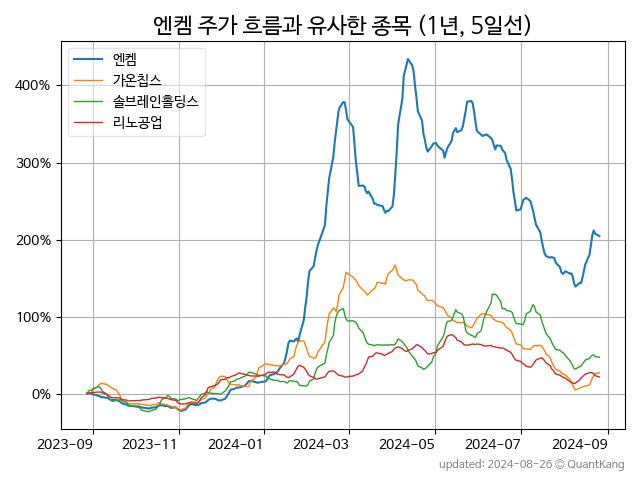 엔켐 주가 흐름과 유사한 종목 (1년, 5일선)
엔켐
가온칩스
솔브레인홀딩스
리노공업
400%
300%
200%
100%
0%
2023-09 2023-11 2024-01 2024-03 2024-05 2024-07 2024-09
updated: 2024-08-26 © QuantKang